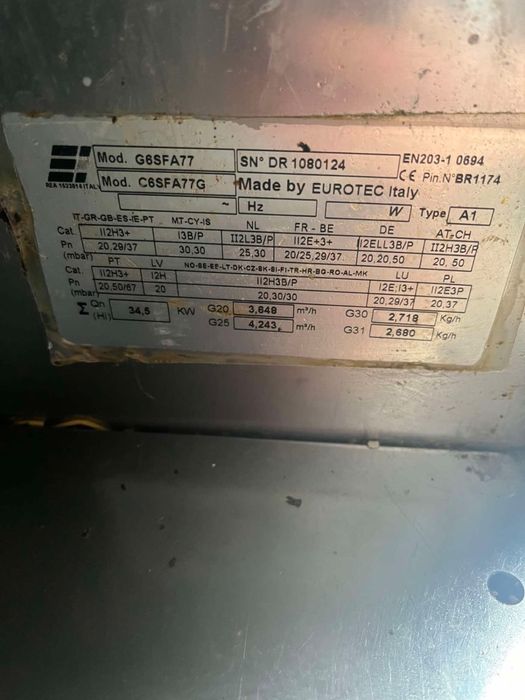 Mod. G6SFA77 SN° DR 1080124 EN203-1 0694
Mod. C6SFA77G Made by EUROTEC Italy CE Pin.N°BR1174
REA 1523014 ITALY
~ Hz W Type A1
IT-GR-GB-ES-IE-PT MT-CY-IS NL FR - BE DE AT-CH
Cat. II2H3+ I3B/P II2L3B/P II2E+3+ II2ELL3B/P II2H3B/P
Pn (mbar) 20,29/37 30,30 25,30 20/25,29/37 20,20,50 20, 50
PT LV NO-SE-EE-LT-DK-CZ-SK-SI-FI-TR-HR-BG-RO-AL-MK LU PL
Cat. II2H3+ I2H II2H3B/P I2E;I3+ II2E3P
Pn (mbar) 20,50/67 20 20,30/30 20,29/37 20,37
Σ Qn (Hi) 34,5 KW G20 3,648 m³/h G30 2,718 Kg/h
G25 4,243 m³/h G31 2,680 Kg/h